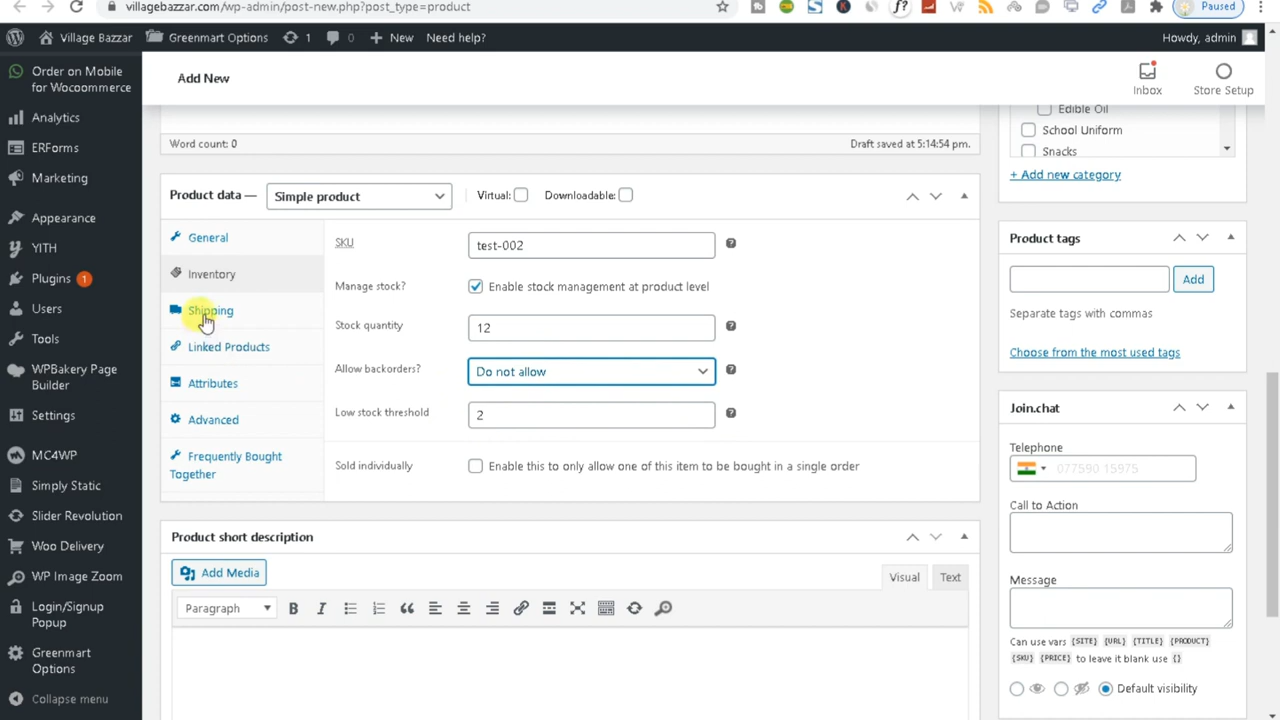 villagebazzar.com/wp-admin/post-new.php?post_type=product
Paused
Village Bazzar
Greenmart Options
1
0
New
Need help?
Howdy, admin
Order on Mobile
for Wocoommerce
Analytics
ERForms
Marketing
Appearance
YITH
Plugins 1
Users
Tools
WPBakery Page
Builder
Settings
MC4WP
Simply Static
Slider Revolution
Woo Delivery
WP Image Zoom
Login/Signup
Popup
Greenmart
Options
Collapse menu
Add New
Inbox
Store Setup
Word count: 0
Draft saved at 5:14:54 pm.
Product data —
Simple product
Virtual:
Downloadable:
General
Inventory
Shipping
Linked Products
Attributes
Advanced
Frequently Bought
Together
SKU
test-002
Manage stock?
Enable stock management at product level
Stock quantity
12
Allow backorders?
Do not allow
Low stock threshold
2
Sold individually
Enable this to only allow one of this item to be bought in a single order
Product short description
Add Media
Visual
Text
Paragraph
Edible Oil
School Uniform
Snacks
+ Add new category
Product tags
Add
Separate tags with commas
Choose from the most used tags
Join.chat
Telephone
077590 15975
Call to Action
Message
Can use vars {SITE} {URL} {TITLE} {PRODUCT}
{SKU} {PRICE} to leave it blank use {}
Default visibility